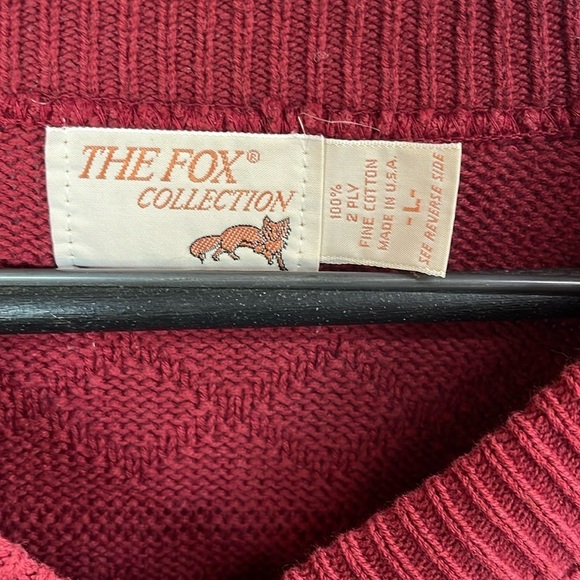 THE FOX®
COLLECTION
100%
2 PLY
FINE COTTON
MADE IN U.S.A.
- L -
SEE REVERSE SIDE